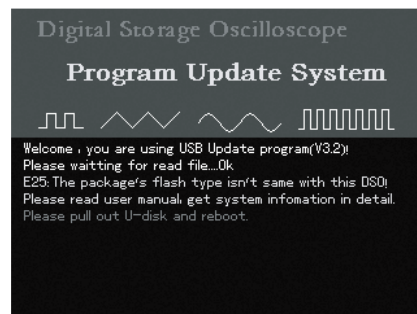 Digital Storage Oscilloscope
Program Update System
Welcome , you are using USB Update program(V3.2)!
Please waitting for read file....Ok
E25: The package's flash type isn't same with this DSO!
Please read user manual, get system infomation in detail.
Please pull out U-disk and reboot.